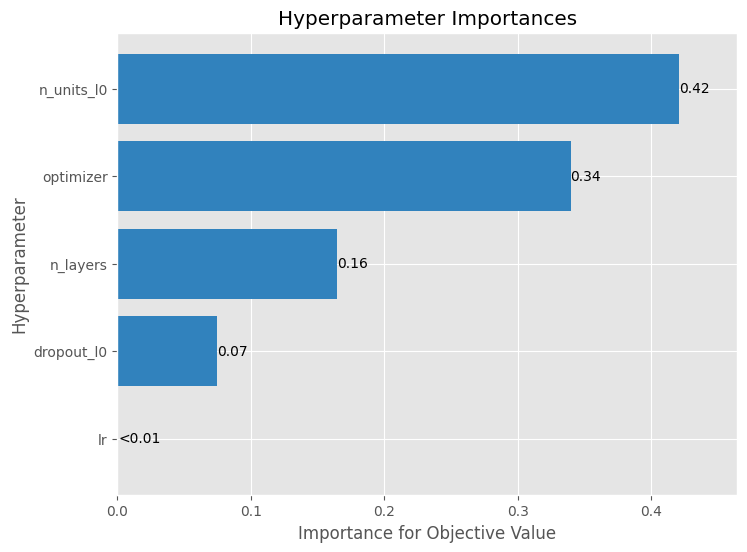 Hyperparameter Importances
Hyperparameter
n_units_l0
0.42
optimizer
0.34
n_layers
0.16
dropout_l0
0.07
lr
<0.01
0.0 0.1 0.2 0.3 0.4
Importance for Objective Value